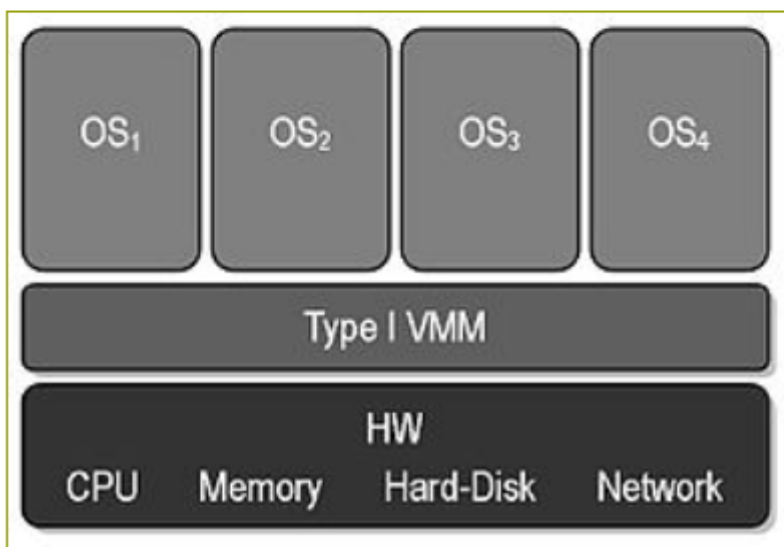 OS₁ OS₂ OS₃ OS₄
Type I VMM
HW
CPU Memory Hard-Disk Network